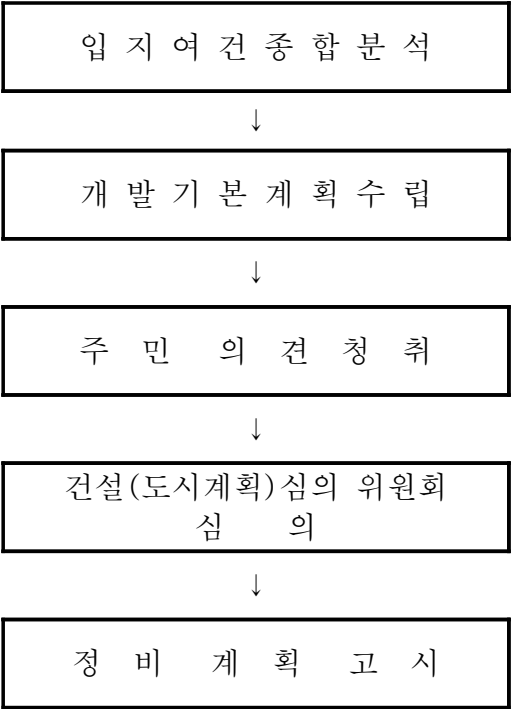 입 지 여 건 종 합 분 석
↓
개 발 기 본 계 획 수 립
↓
주 민 의 견 청 취
↓
건설(도시계획)심의 위원회
심 의
↓
정 비 계 획 고 시